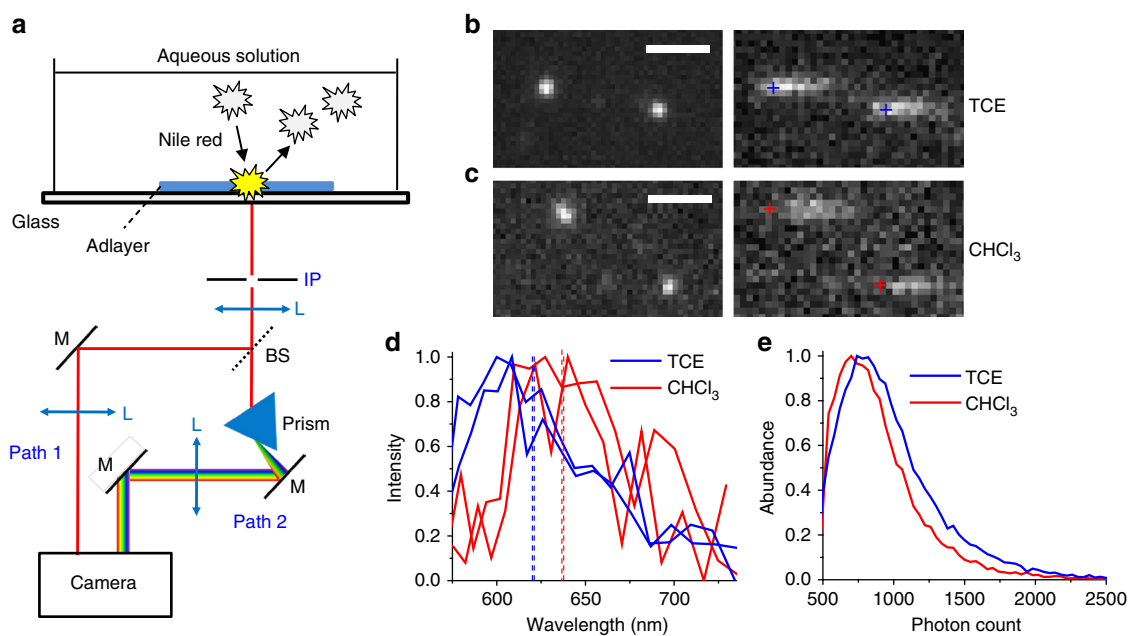 a
Aqueous solution
Nile red
Glass
Adlayer
IP
L
M
BS
L
Path 1
L
Prism
M
M
Path 2
Camera
b
TCE
c
CHCl₃
d
1.0
0.8
0.6
0.4
0.2
0.0
Intensity
TCE
CHCl₃
600 650 700
Wavelength (nm)
e
1.0
0.8
0.6
0.4
0.2
0.0
Abundance
TCE
CHCl₃
500 1000 1500 2000 2500
Photon count